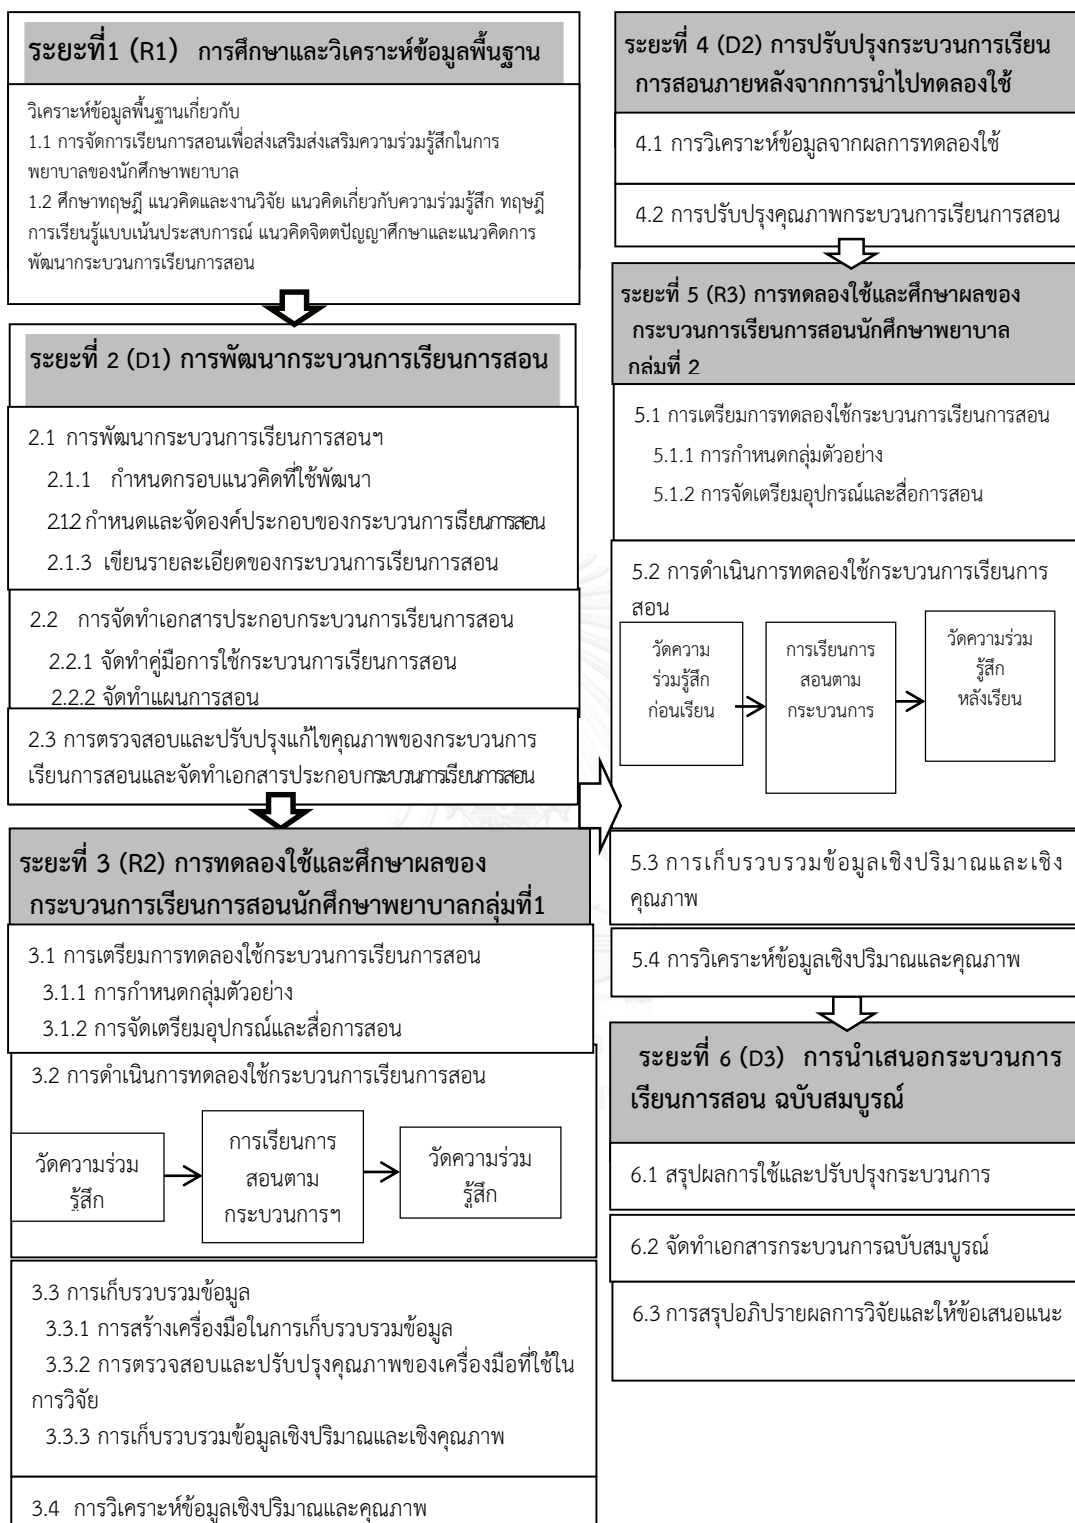 ระยะที่1 (R1) การศึกษาและวิเคราะห์ข้อมูลพื้นฐาน
วิเคราะห์ข้อมูลพื้นฐานเกี่ยวกับ
1.1 การจัดการเรียนการสอนเพื่อส่งเสริมส่งเสริมความร่วมรู้สึกในการ
พยาบาลของนักศึกษาพยาบาล
1.2 ศึกษาทฤษฎี แนวคิดและงานวิจัย แนวคิดเกี่ยวกับความร่วมรู้สึก ทฤษฎี
การเรียนรู้แบบเน้นประสบการณ์ แนวคิดจิตตปัญญาศึกษาและแนวคิดการ
พัฒนากระบวนการเรียนการสอน
ระยะที่ 2 (D1) การพัฒนากระบวนการเรียนการสอน
2.1 การพัฒนากระบวนการเรียนการสอนฯ
2.1.1 กำหนดกรอบแนวคิดที่ใช้พัฒนา
2.1.2 กำหนดและจัดองค์ประกอบของกระบวนการเรียนการสอน
2.1.3 เขียนรายละเอียดของกระบวนการเรียนการสอน
2.2 การจัดทำเอกสารประกอบกระบวนการเรียนการสอน
2.2.1 จัดทำคู่มือการใช้กระบวนการเรียนการสอน
2.2.2 จัดทำแผนการสอน
2.3 การตรวจสอบและปรับปรุงแก้ไขคุณภาพของกระบวนการ
เรียนการสอนและจัดทำเอกสารประกอบกระบวนการเรียนการสอน
ระยะที่ 3 (R2) การทดลองใช้และศึกษาผลของ
กระบวนการเรียนการสอนนักศึกษาพยาบาลกลุ่มที่1
3.1 การเตรียมการทดลองใช้กระบวนการเรียนการสอน
3.1.1 การกำหนดกลุ่มตัวอย่าง
3.1.2 การจัดเตรียมอุปกรณ์และสื่อการสอน
3.2 การดำเนินการทดลองใช้กระบวนการเรียนการสอน
วัดความร่วม
รู้สึก
การเรียนการ
สอนตาม
กระบวนการฯ
วัดความร่วม
รู้สึก
3.3 การเก็บรวบรวมข้อมูล
3.3.1 การสร้างเครื่องมือในการเก็บรวบรวมข้อมูล
3.3.2 การตรวจสอบและปรับปรุงคุณภาพของเครื่องมือที่ใช้ใน
การวิจัย
3.3.3 การเก็บรวบรวมข้อมูลเชิงปริมาณและเชิงคุณภาพ
3.4 การวิเคราะห์ข้อมูลเชิงปริมาณและคุณภาพ
ระยะที่ 4 (D2) การปรับปรุงกระบวนการเรียน
การสอนภายหลังจากการนำไปทดลองใช้
4.1 การวิเคราะห์ข้อมูลจากผลการทดลองใช้
4.2 การปรับปรุงคุณภาพกระบวนการเรียนการสอน
ระยะที่ 5 (R3) การทดลองใช้และศึกษาผลของ
กระบวนการเรียนการสอนนักศึกษาพยาบาล
กลุ่มที่ 2
5.1 การเตรียมการทดลองใช้กระบวนการเรียนการสอน
5.1.1 การกำหนดกลุ่มตัวอย่าง
5.1.2 การจัดเตรียมอุปกรณ์และสื่อการสอน
5.2 การดำเนินการทดลองใช้กระบวนการเรียนการ
สอน
วัดความ
ร่วมรู้สึก
ก่อนเรียน
การเรียนการ
สอนตาม
กระบวนการ
วัดความร่วม
รู้สึก
หลังเรียน
5.3 การเก็บรวบรวมข้อมูลเชิงปริมาณและเชิง
คุณภาพ
5.4 การวิเคราะห์ข้อมูลเชิงปริมาณและคุณภาพ
ระยะที่ 6 (D3) การนำเสนอกระบวนการ
เรียนการสอน ฉบับสมบูรณ์
6.1 สรุปผลการใช้และปรับปรุงกระบวนการ
6.2 จัดทำเอกสารกระบวนการฉบับสมบูรณ์
6.3 การสรุปอภิปรายผลการวิจัยและให้ข้อเสนอแนะ